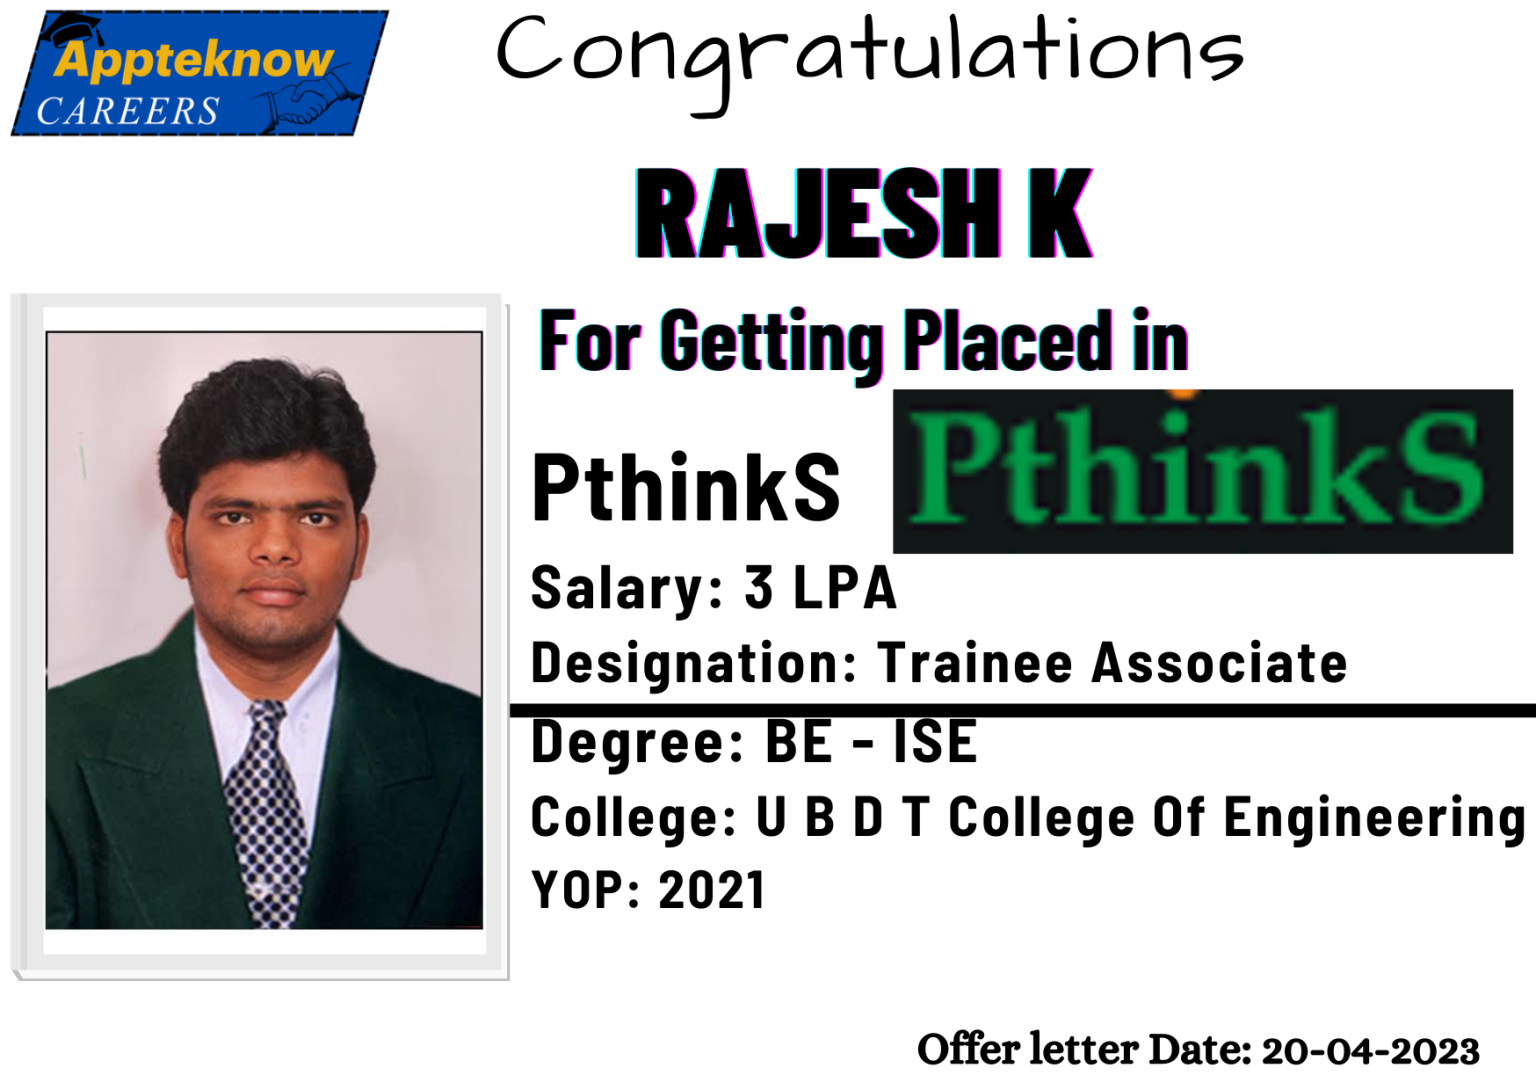 Appteknow
CAREERS
Congratulations
RAJESH K
For Getting Placed in
PthinkS
PthinkS
Salary: 3 LPA
Designation: Trainee Associate
Degree: BE - ISE
College: U B D T College Of Engineering
YOP: 2021
Offer letter Date: 20-04-2023